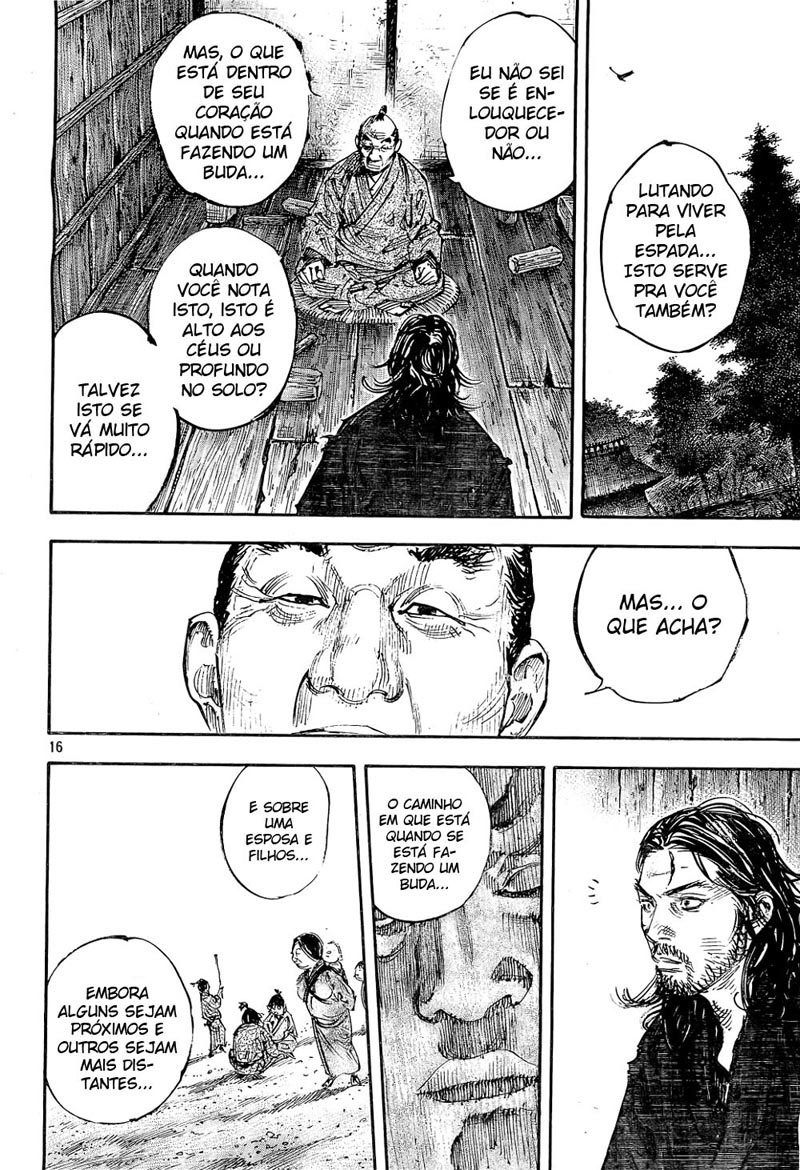 LUTANDO
PARA VIVER
PELA
ESPADA...
ISTO SERVE
PRA VOCÊ
TAMBÉM?
EU NÃO SEI
SE É EN-
LOUQUECE-
DOR OU
NÃO...
MAS, O QUE
ESTÁ DENTRO
DE SEU
CORAÇÃO
QUANDO ESTÁ
FAZENDO UM
BUDA...
QUANDO
VOCÊ NOTA
ISTO, ISTO É
ALTO AOS
CÉUS OU
PROFUNDO
NO SOLO?
TALVEZ
ISTO SE
VÁ MUITO
RÁPIDO...
MAS... O
QUE ACHA?
16
O CAMINHO
EM QUE ESTÁ
QUANDO SE
ESTÁ FA-
ZENDO UM
BUDA...
E SOBRE
UMA
ESPOSA E
FILHOS...
EMBORA
ALGUNS SEJAM
PRÓXIMOS E
OUTROS SEJAM
MAIS DIS-
TANTES...